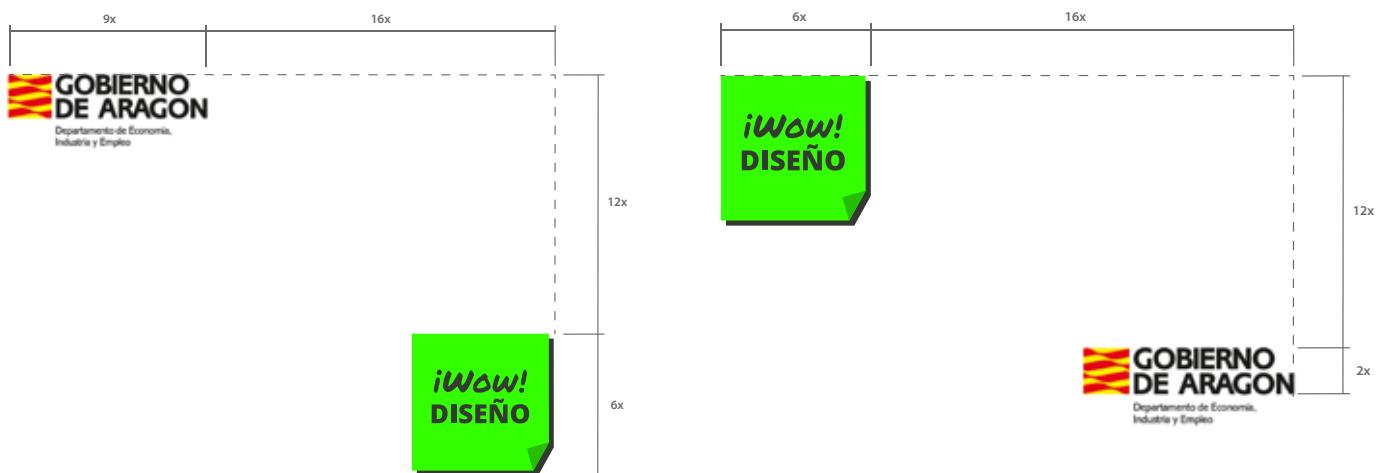 9x
16x
GOBIERNO
DE ARAGON
Departamento de Economía,
Industria y Empleo
12x
¡Wow!
DISEÑO
6x
6x
16x
¡Wow!
DISEÑO
12x
GOBIERNO
DE ARAGON
Departamento de Economía,
Industria y Empleo
2x